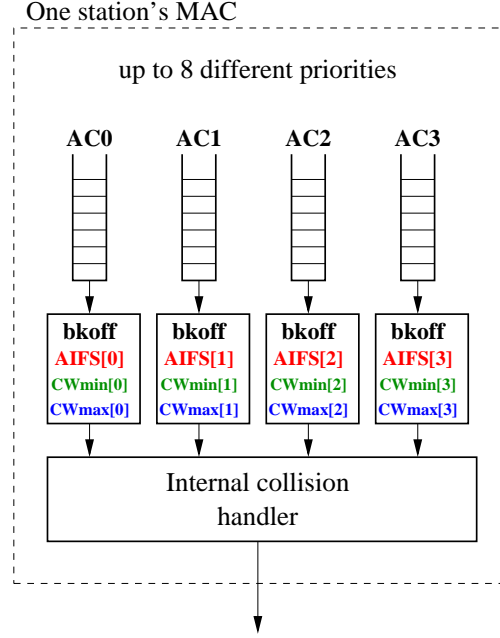 One station's MAC
up to 8 different priorities
AC0 AC1 AC2 AC3
bkoff bkoff bkoff bkoff
AIFS[0] AIFS[1] AIFS[2] AIFS[3]
CWmin[0] CWmin[1] CWmin[2] CWmin[3]
CWmax[0] CWmax[1] CWmax[2] CWmax[3]
Internal collision
handler